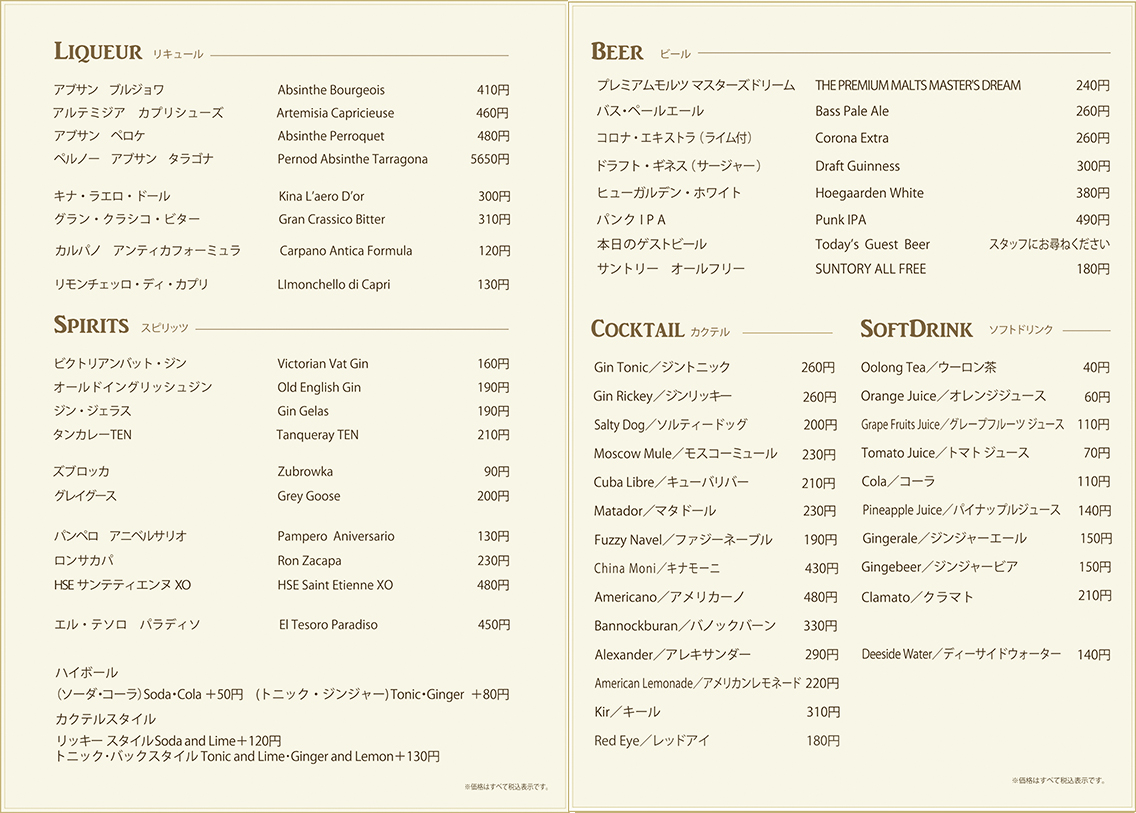 LIQUEUR リキュール
アブサン　ブルジョワ Absinthe Bourgeois 410円
アルテミジア　カプリシューズ Artemisia Capricieuse 460円
アブサン　ペロケ Absinthe Perroquet 480円
ペルノー　アブサン　タラゴナ Pernod Absinthe Tarragona 5650円
キナ・ラエロ・ドール Kina L'aero D'or 300円
グラン・クラシコ・ビター Gran Crassico Bitter 310円
カルパノ　アンティカフォーミュラ Carpano Antica Formula 120円
リモンチェッロ・ディ・カプリ LImonchello di Capri 130円
SPIRITS スピリッツ
ビクトリアンバット・ジン Victorian Vat Gin 160円
オールドイングリッシュジン Old English Gin 190円
ジン・ジェラス Gin Gelas 190円
タンカレーTEN Tanqueray TEN 210円
ズブロッカ Zubrowka 90円
グレイグース Grey Goose 200円
パンペロ　アニベルサリオ Pampero Aniversario 130円
ロンサカパ Ron Zacapa 230円
HSE サンテティエンヌ XO HSE Saint Etienne XO 480円
エル・テソロ　パラディソ El Tesoro Paradiso 450円
ハイボール
（ソーダ・コーラ）Soda・Cola ＋50円　（トニック・ジンジャー）Tonic・Ginger ＋80円
カクテルスタイル
リッキー スタイル Soda and Lime＋120円
トニック・バックスタイル Tonic and Lime・Ginger and Lemon＋130円
※価格はすべて税込表示です。
BEER ビール
プレミアムモルツ マスターズドリーム THE PREMIUM MALTS MASTER'S DREAM 240円
バス・ペールエール Bass Pale Ale 260円
コロナ・エキストラ（ライム付） Corona Extra 260円
ドラフト・ギネス（サージャー） Draft Guinness 300円
ヒューガルデン・ホワイト Hoegaarden White 380円
パンクＩＰＡ Punk IPA 490円
本日のゲストビール Today's Guest Beer スタッフにお尋ねください
サントリー　オールフリー SUNTORY ALL FREE 180円
COCKTAIL カクテル
Gin Tonic／ジントニック 260円
Gin Rickey／ジンリッキー 260円
Salty Dog／ソルティードッグ 200円
Moscow Mule／モスコーミュール 230円
Cuba Libre／キューバリバー 210円
Matador／マタドール 230円
Fuzzy Navel／ファジーネーブル 190円
China Moni／キナモーニ 430円
Americano／アメリカーノ 480円
Bannockburan／バノックバーン 330円
Alexander／アレキサンダー 290円
American Lemonade／アメリカンレモネード 220円
Kir／キール 310円
Red Eye／レッドアイ 180円
SOFTDRINK ソフトドリンク
Oolong Tea／ウーロン茶 40円
Orange Juice／オレンジジュース 60円
Grape Fruits Juice／グレープフルーツ ジュース 110円
Tomato Juice／トマト ジュース 70円
Cola／コーラ 110円
Pineapple Juice／パイナップルジュース 140円
Gingerale／ジンジャーエール 150円
Gingebeer／ジンジャービア 150円
Clamato／クラマト 210円
Deeside Water／ディーサイドウォーター 140円
※価格はすべて税込表示です。